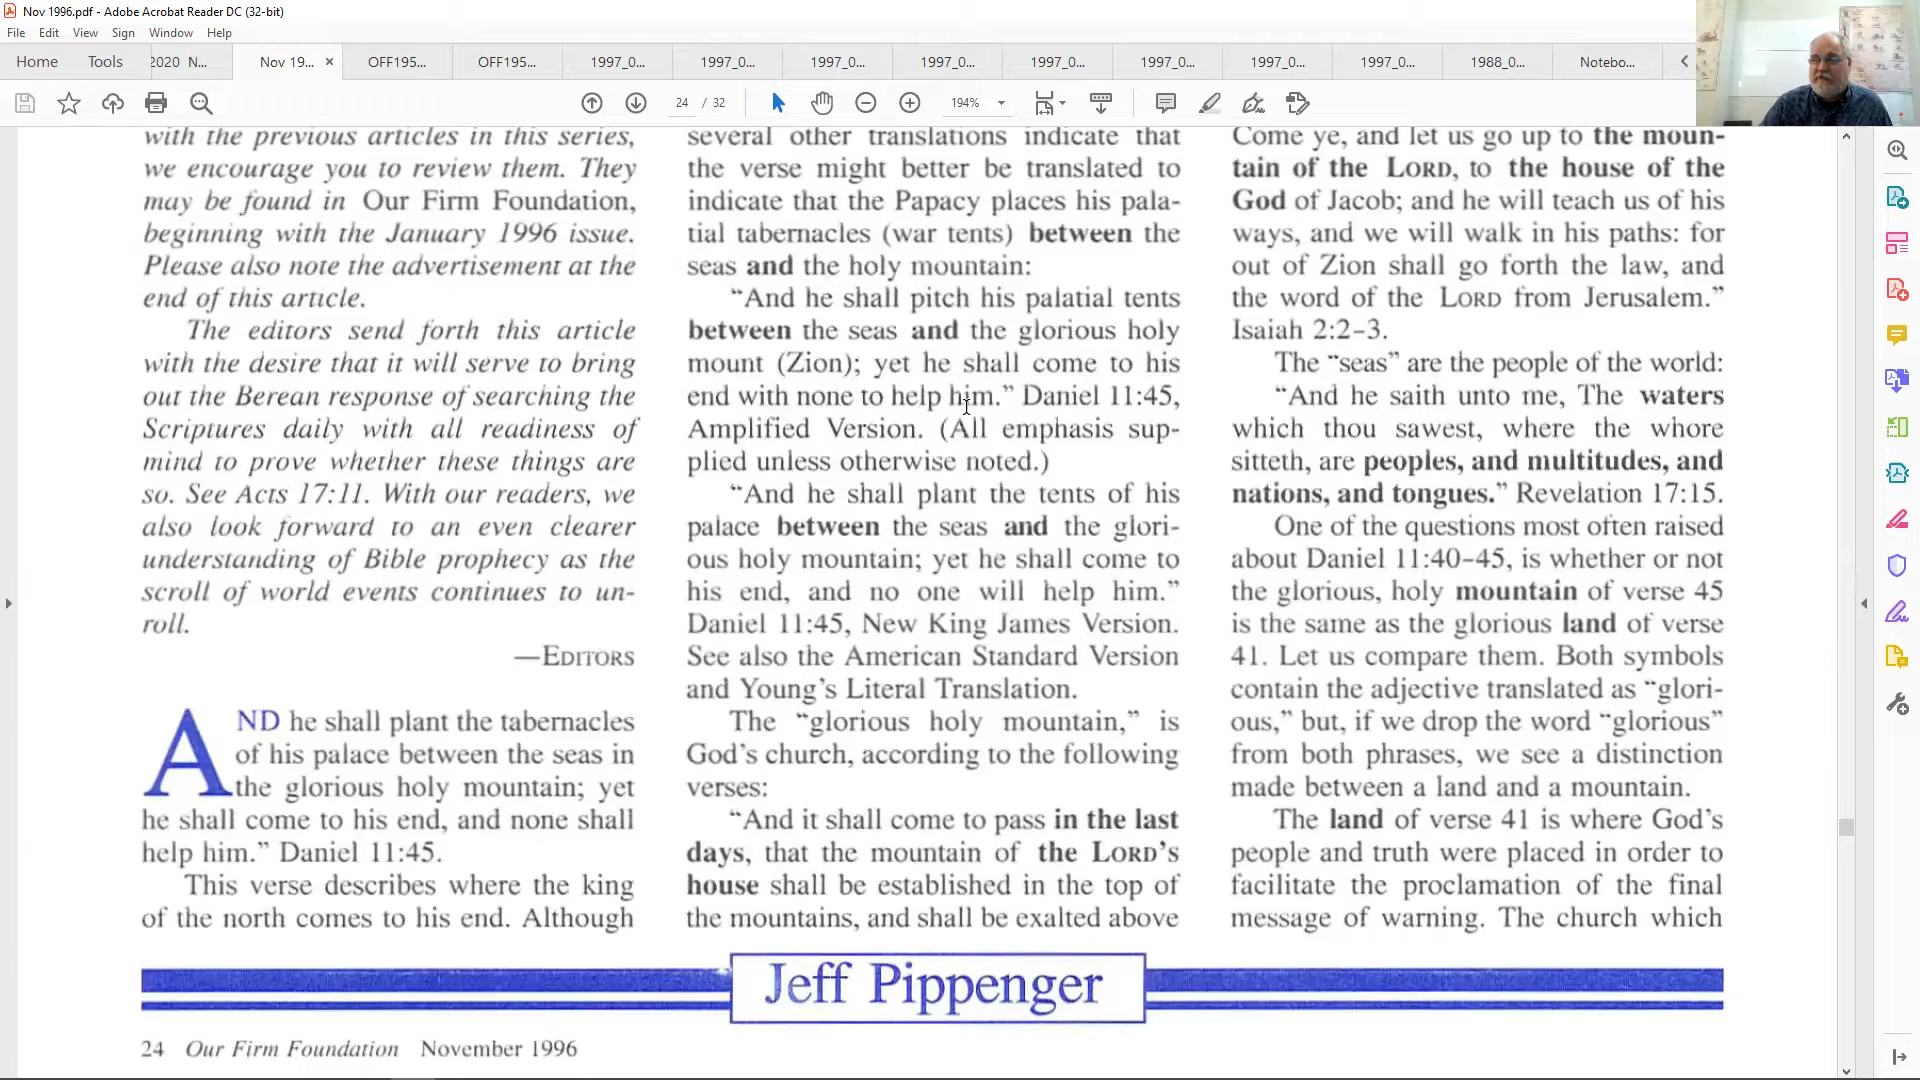 Nov 1996.pdf - Adobe Acrobat Reader DC (32-bit)
File Edit View Sign Window Help
Home Tools 2020 N... Nov 19... × OFF195... OFF195... 1997_0... 1997_0... 1997_0... 1997_0... 1997_0... 1997_0... 1997_0... 1997_0... 1988_0... Notebo...
24 / 32 194%
with the previous articles in this series,
we encourage you to review them. They
may be found in Our Firm Foundation,
beginning with the January 1996 issue.
Please also note the advertisement at the
end of this article.
The editors send forth this article
with the desire that it will serve to bring
out the Berean response of searching the
Scriptures daily with all readiness of
mind to prove whether these things are
so. See Acts 17:11. With our readers, we
also look forward to an even clearer
understanding of Bible prophecy as the
scroll of world events continues to un-
roll.
—EDITORS
AND he shall plant the tabernacles
of his palace between the seas in
the glorious holy mountain; yet
he shall come to his end, and none shall
help him.” Daniel 11:45.
This verse describes where the king
of the north comes to his end. Although
several other translations indicate that
the verse might better be translated to
indicate that the Papacy places his pala-
tial tabernacles (war tents) between the
seas and the holy mountain:
“And he shall pitch his palatial tents
between the seas and the glorious holy
mount (Zion); yet he shall come to his
end with none to help him.” Daniel 11:45,
Amplified Version. (All emphasis sup-
plied unless otherwise noted.)
“And he shall plant the tents of his
palace between the seas and the glori-
ous holy mountain; yet he shall come to
his end, and no one will help him.”
Daniel 11:45, New King James Version.
See also the American Standard Version
and Young’s Literal Translation.
The “glorious holy mountain,” is
God’s church, according to the following
verses:
“And it shall come to pass in the last
days, that the mountain of the LORD’S
house shall be established in the top of
the mountains, and shall be exalted above
Come ye, and let us go up to the moun-
tain of the LORD, to the house of the
God of Jacob; and he will teach us of his
ways, and we will walk in his paths: for
out of Zion shall go forth the law, and
the word of the LORD from Jerusalem.”
Isaiah 2:2–3.
The “seas” are the people of the world:
“And he saith unto me, The waters
which thou sawest, where the whore
sitteth, are peoples, and multitudes, and
nations, and tongues.” Revelation 17:15.
One of the questions most often raised
about Daniel 11:40–45, is whether or not
the glorious, holy mountain of verse 45
is the same as the glorious land of verse
41. Let us compare them. Both symbols
contain the adjective translated as “glori-
ous,” but, if we drop the word “glorious”
from both phrases, we see a distinction
made between a land and a mountain.
The land of verse 41 is where God’s
people and truth were placed in order to
facilitate the proclamation of the final
message of warning. The church which
Jeff Pippenger
24 Our Firm Foundation November 1996